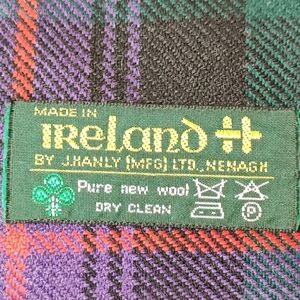 MADE IN
IReLaNd
BY J.HANLY (MFG) LTD., NENAGH
Pure new wool
DRY CLEAN P